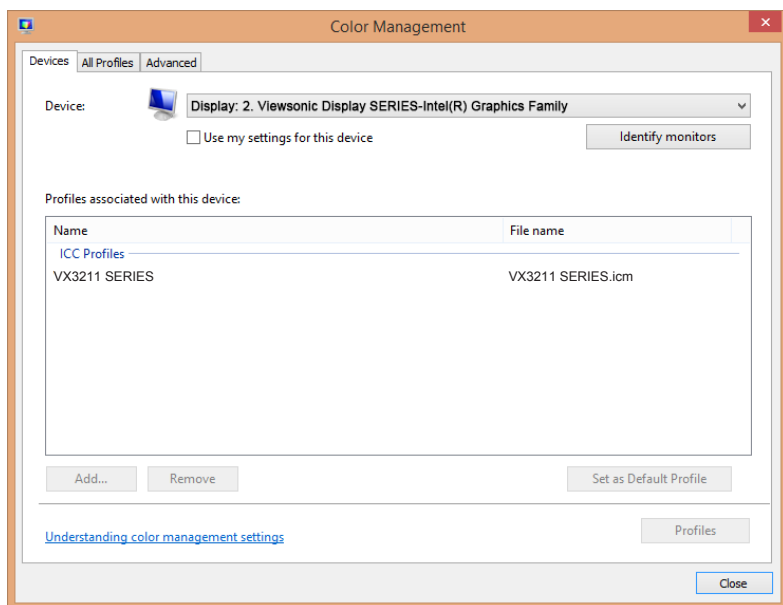 Color Management
Devices All Profiles Advanced
Device: Display: 2. Viewsonic Display SERIES-Intel(R) Graphics Family
Use my settings for this device Identify monitors
Profiles associated with this device:
Name File name
ICC Profiles
VX3211 SERIES VX3211 SERIES.icm
Add... Remove Set as Default Profile
Understanding color management settings Profiles
Close